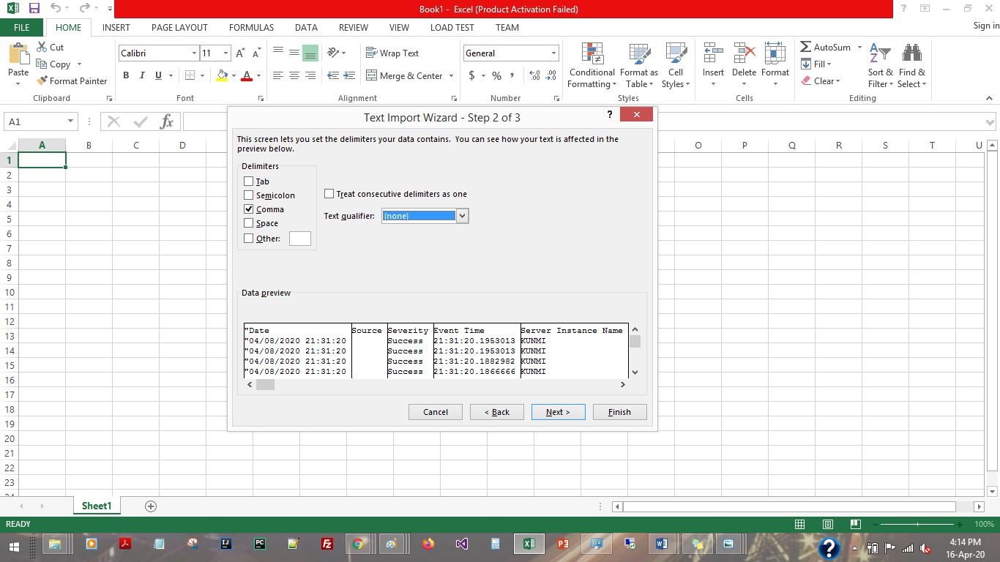 Book1 - Excel (Product Activation Failed)
FILE HOME INSERT PAGE LAYOUT FORMULAS DATA REVIEW VIEW LOAD TEST TEAM Sign in
Paste
Cut
Copy
Format Painter
Clipboard
Calibri 11
B I U A
Font
Wrap Text
Merge & Center
Alignment
General
$ % ,
Number
Conditional Formatting
Format as Table
Cell Styles
Styles
Insert Delete Format
Cells
AutoSum
Fill
Clear
Sort & Filter
Find & Select
Editing
A1
fx
A B C D O P Q R S T U
1
2
3
4
5
6
7
8
9
10
11
12
13
14
15
16
17
18
19
20
21
22
23
24
Text Import Wizard - Step 2 of 3 ?
This screen lets you set the delimiters your data contains. You can see how your text is affected in the
preview below.
Delimiters
Tab
Semicolon
Comma
Space
Other:
Treat consecutive delimiters as one
Text qualifier: {none}
Data preview
"Date Source Severity Event Time Server Instance Name
"04/08/2020 21:31:20 Success 21:31:20.1953013 KUNMI
"04/08/2020 21:31:20 Success 21:31:20.1953013 KUNMI
"04/08/2020 21:31:20 Success 21:31:20.1882982 KUNMI
"04/08/2020 21:31:20 Success 21:31:20.1866666 KUNMI
Cancel < Back Next > Finish
Sheet1
READY 100%
4:14 PM
16-Apr-20